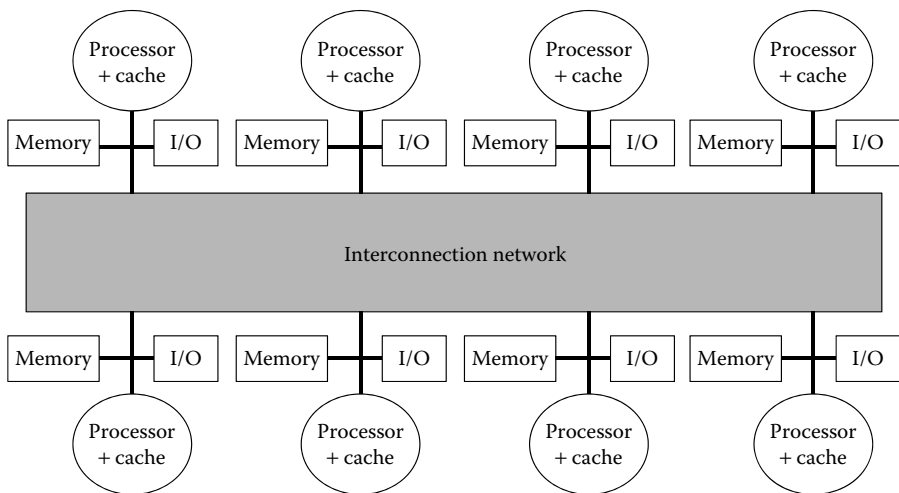 Processor
+ cache
Processor
+ cache
Processor
+ cache
Processor
+ cache
Memory
I/O
Memory
I/O
Memory
I/O
Memory
I/O
Interconnection network
Memory
I/O
Memory
I/O
Memory
I/O
Memory
I/O
Processor
+ cache
Processor
+ cache
Processor
+ cache
Processor
+ cache